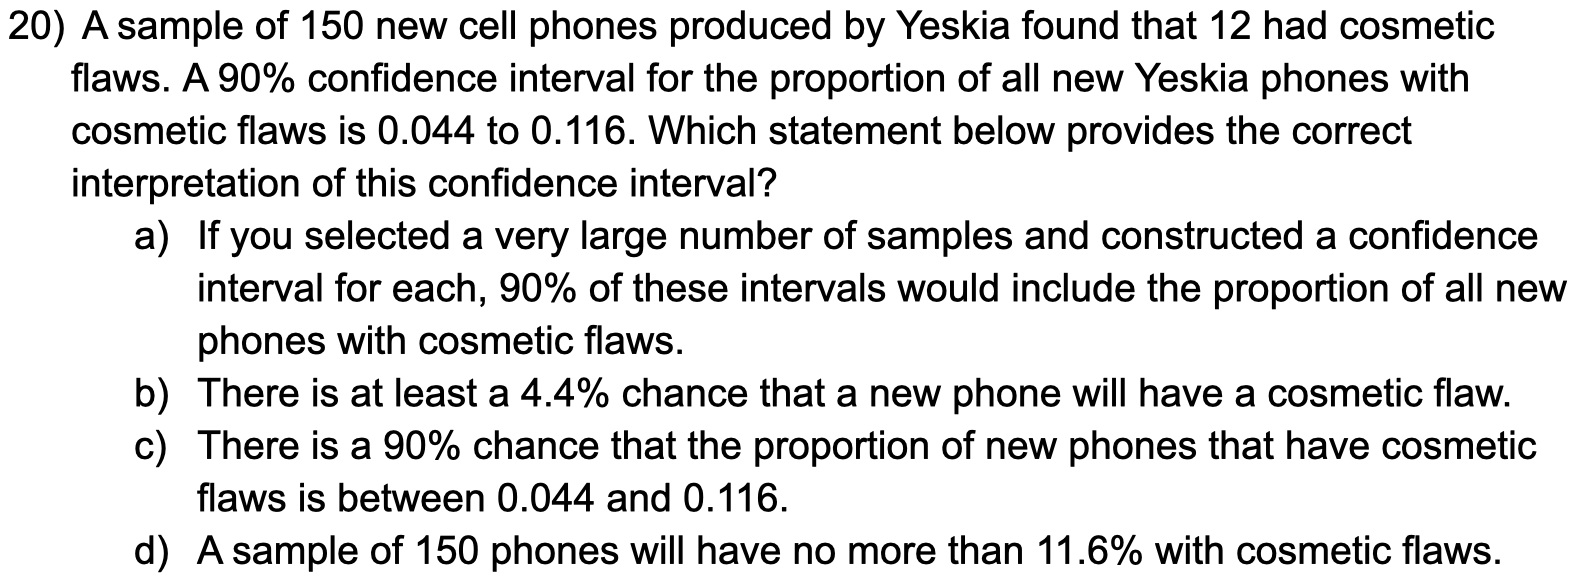 20) A sample of 150 new cell phones produced by Yeskia found that 12 had cosmetic
flaws. A 90% confidence interval for the proportion of all new Yeskia phones with
cosmetic flaws is 0.044 to 0.116. Which statement below provides the correct
interpretation of this confidence interval?
a) If you selected a very large number of samples and constructed a confidence
interval for each, 90% of these intervals would include the proportion of all new
phones with cosmetic flaws.
b) There is at least a 4.4% chance that a new phone will have a cosmetic flaw.
c) There is a 90% chance that the proportion of new phones that have cosmetic
flaws is between 0.044 and 0.116.
d) A sample of 150 phones will have no more than 11.6% with cosmetic flaws.